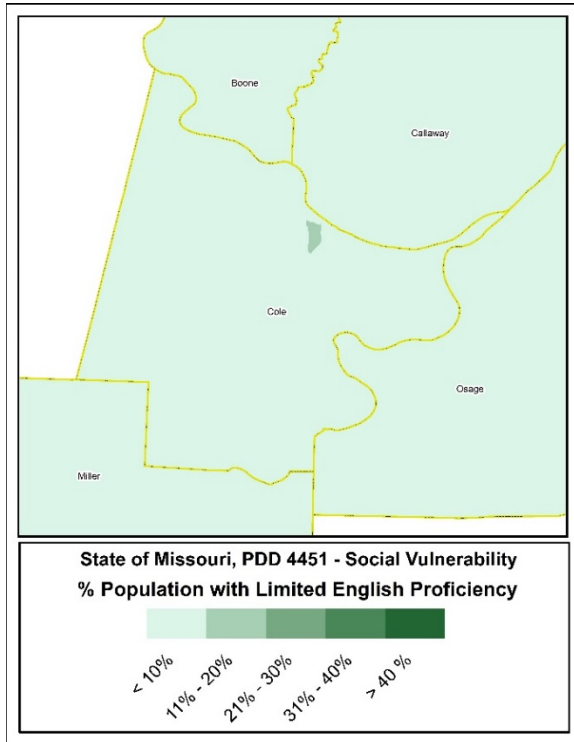 Boone
Callaway
Cole
Osage
Miller
State of Missouri, PDD 4451 - Social Vulnerability
% Population with Limited English Proficiency
< 10%
11% - 20%
21% - 30%
31% - 40%
> 40 %